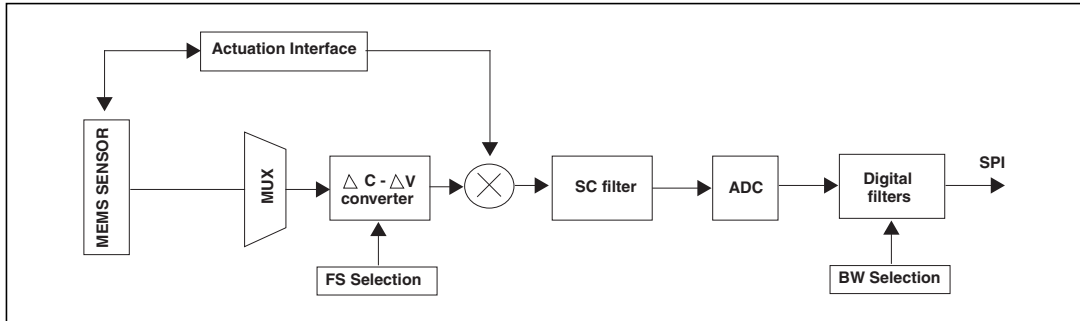 Actuation Interface
MEMS SENSOR
MUX
△ C - △V
converter
SC filter
ADC
Digital
filters
SPI
FS Selection
BW Selection